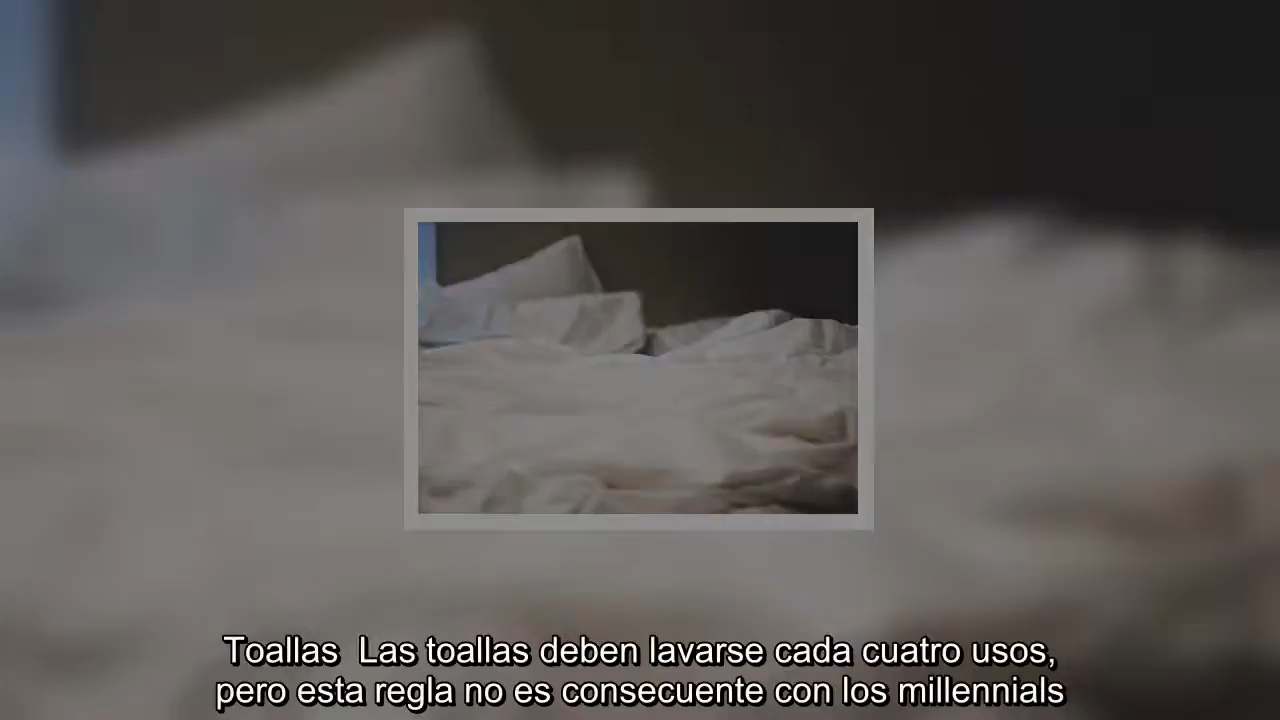 Toallas  Las toallas deben lavarse cada cuatro usos,
pero esta regla no es consecuente con los millennials